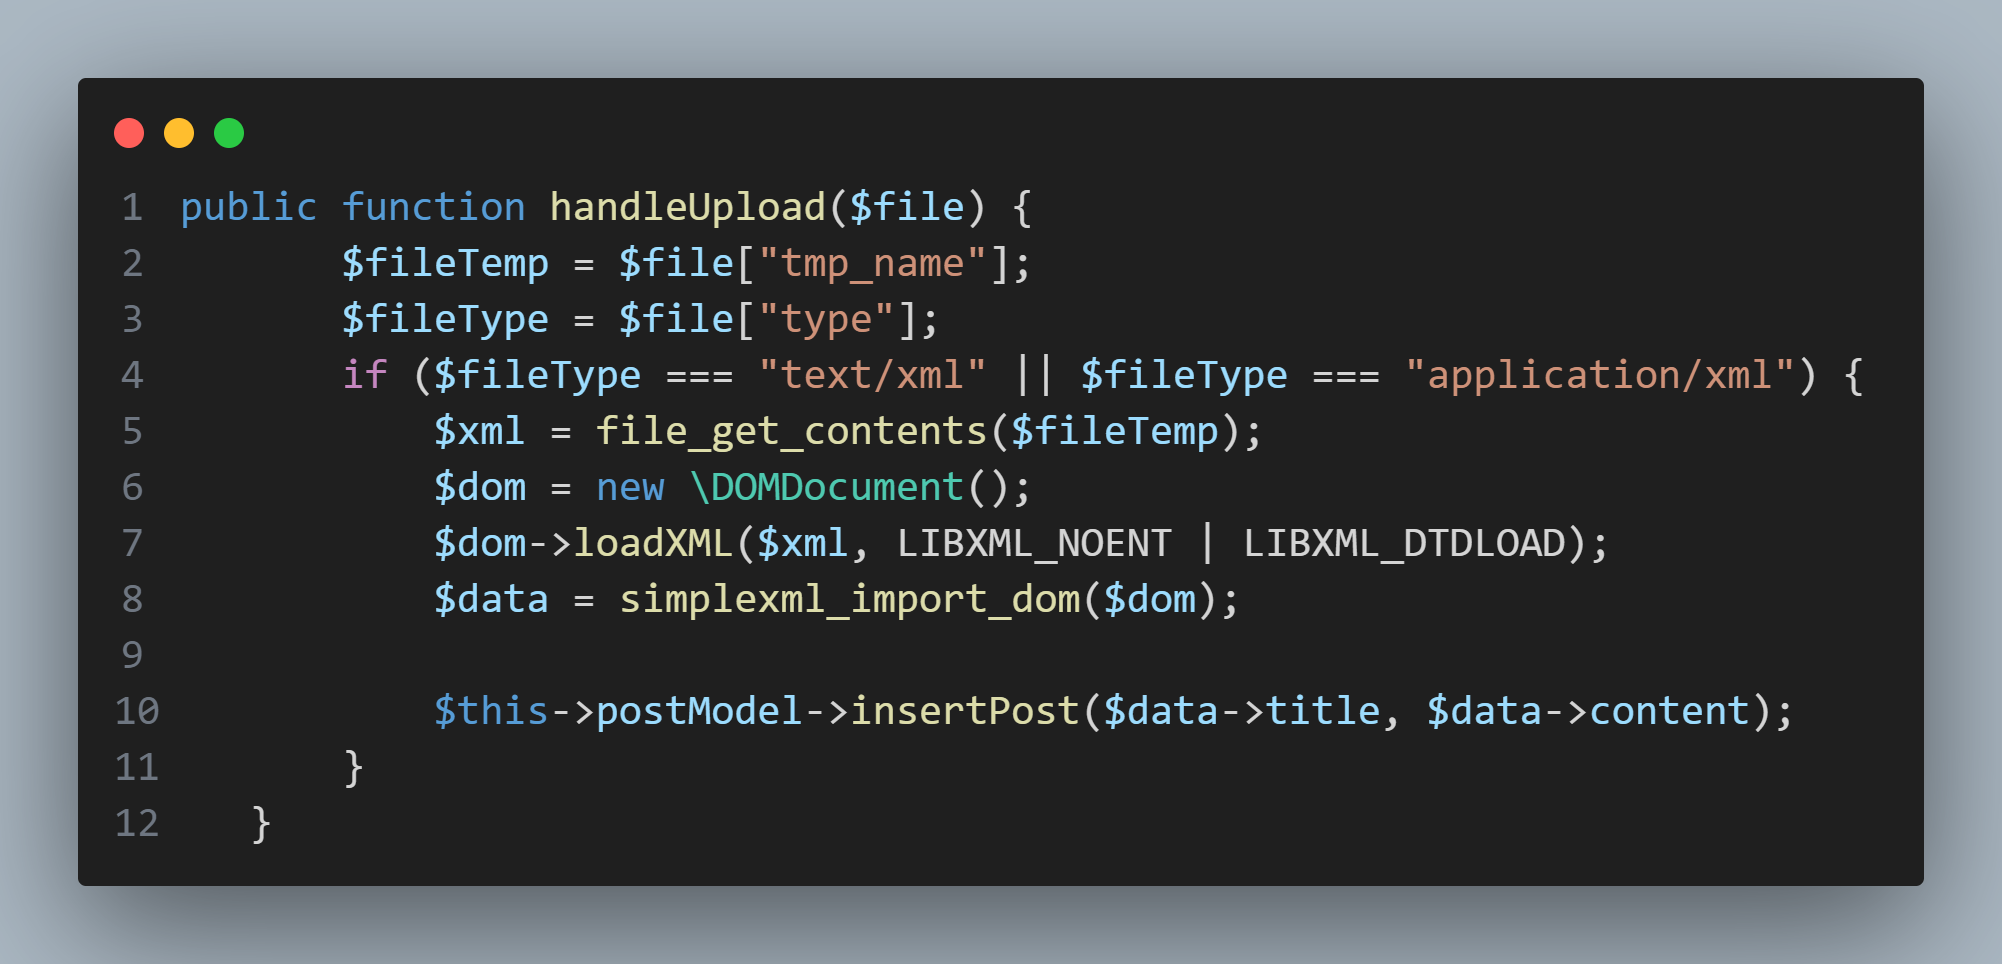 1 public function handleUpload($file) {
2 $fileTemp = $file["tmp_name"];
3 $fileType = $file["type"];
4 if ($fileType === "text/xml" || $fileType === "application/xml") {
5 $xml = file_get_contents($fileTemp);
6 $dom = new \DOMDocument();
7 $dom->loadXML($xml, LIBXML_NOENT | LIBXML_DTDLOAD);
8 $data = simplexml_import_dom($dom);
9
10 $this->postModel->insertPost($data->title, $data->content);
11 }
12 }